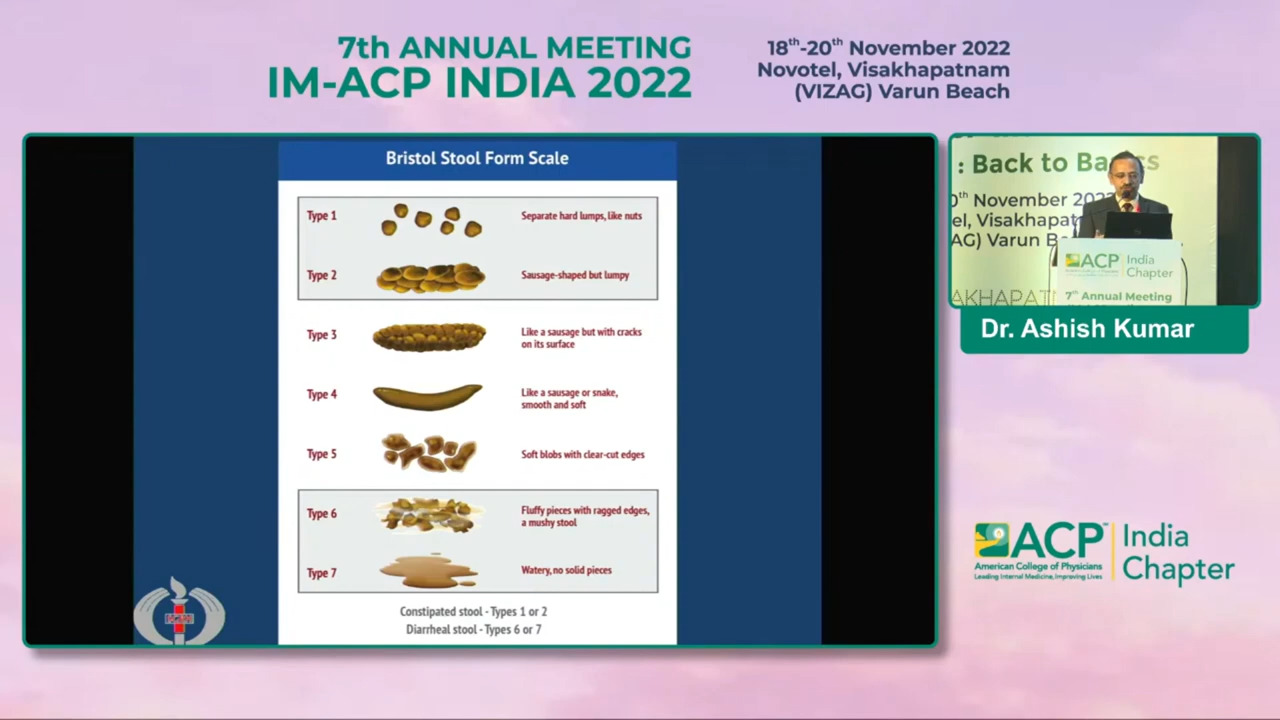 7th ANNUAL MEETING
IM-ACP INDIA 2022
18th-20th November 2022
Novotel, Visakhapatnam
(VIZAG) Varun Beach
Bristol Stool Form Scale
Type 1
Separate hard lumps, like nuts
Type 2
Sausage-shaped but lumpy
Type 3
Like a sausage but with cracks
on its surface
Type 4
Like a sausage or snake,
smooth and soft
Type 5
Soft blobs with clear-cut edges
Type 6
Fluffy pieces with ragged edges,
a mushy stool
Type 7
Watery, no solid pieces
Constipated stool - Types 1 or 2
Diarrheal stool - Types 6 or 7
: Back to Ba cs
0th November 202
el, Visakhapat
AG) Varun B
AKHAPAT
ACP India
Chapter
7th Annual Meeting
Dr. Ashish Kumar
ACP™ India
American College of Physicians Chapter
Leading Internal Medicine, Improving Lives